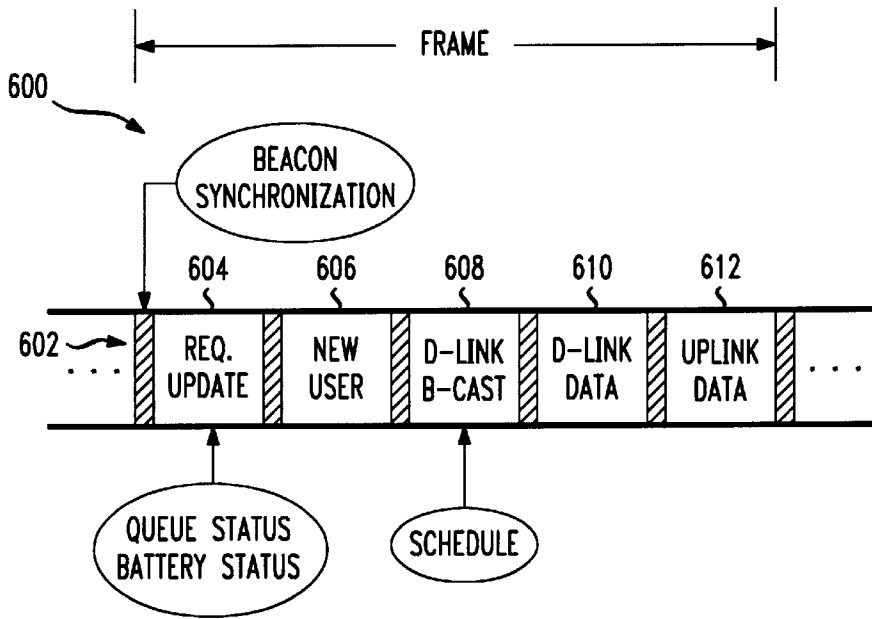 FRAME
600
BEACON
SYNCHRONIZATION
604
606
608
610
612
602
REQ.
UPDATE
NEW
USER
D-LINK
B-CAST
D-LINK
DATA
UPLINK
DATA
. . . .
. . . .
QUEUE STATUS
BATTERY STATUS
SCHEDULE